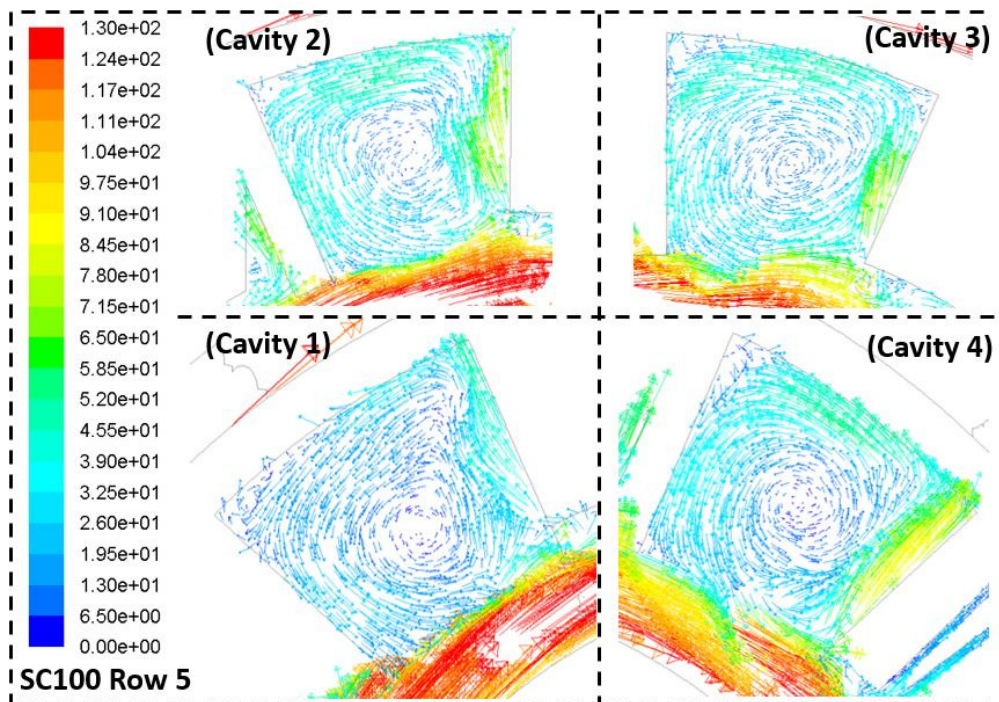 1.30e+02
1.24e+02
1.17e+02
1.11e+02
1.04e+02
9.75e+01
9.10e+01
8.45e+01
7.80e+01
7.15e+01
6.50e+01
5.85e+01
5.20e+01
4.55e+01
3.90e+01
3.25e+01
2.60e+01
1.95e+01
1.30e+01
6.50e+00
0.00e+00
SC100 Row 5
(Cavity 2)
(Cavity 3)
(Cavity 1)
(Cavity 4)